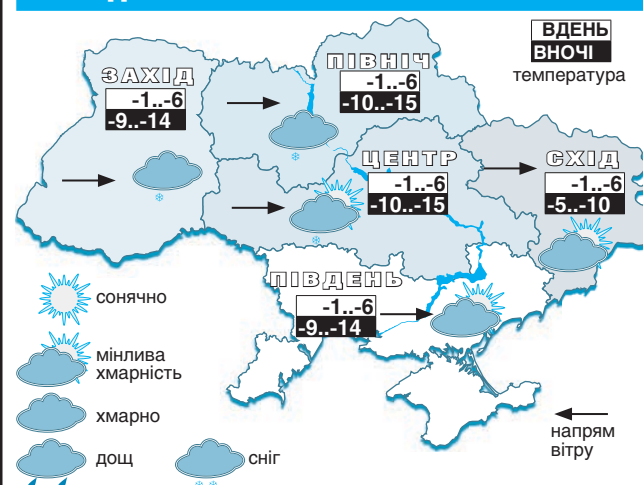 ВДЕНЬ
ВНОЧІ
температура
ЗАХІД
-1..-6
-9..-14
ПІВНІЧ
-1..-6
-10..-15
ЦЕНТР
-1..-6
-10..-15
СХІД
-1..-6
-5..-10
ПІВДЕНЬ
-1..-6
-9..-14
сонячно
мінлива
хмарність
хмарно
дощ
сніг
напрям
вітру